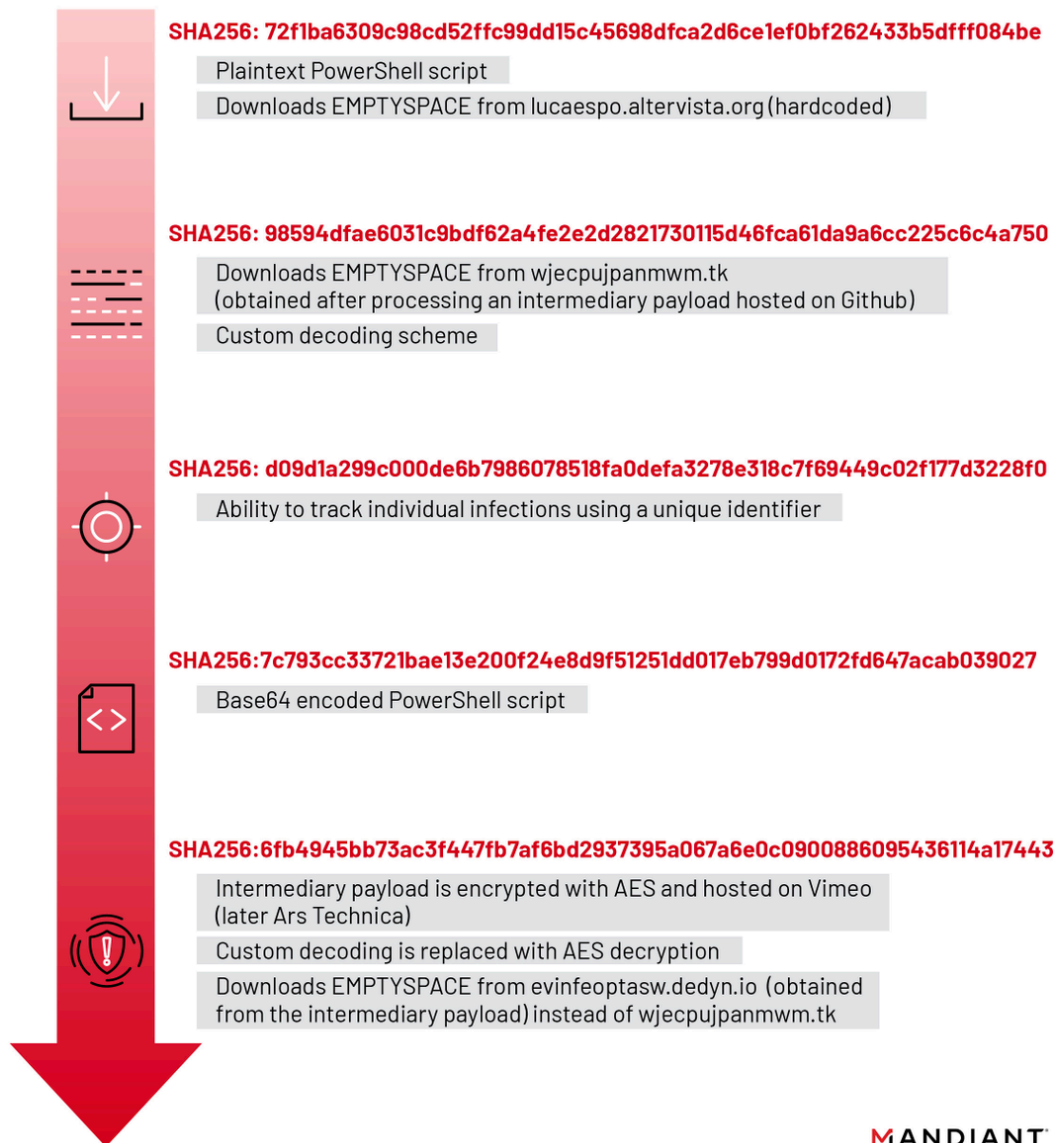 SHA256: 72f1ba6309c98cd52ffc99dd15c45698dfca2d6ce1ef0bf262433b5dfff084be
Plaintext PowerShell script
Downloads EMPTYSPACE from lucaespo.altervista.org (hardcoded)
SHA256: 98594dfae6031c9bdf62a4fe2e2d2821730115d46fca61da9a6cc225c6c4a750
Downloads EMPTYSPACE from wjecpujpanmwm.tk
(obtained after processing an intermediary payload hosted on Github)
Custom decoding scheme
SHA256: d09d1a299c000de6b7986078518fa0defa3278e318c7f69449c02f177d3228f0
Ability to track individual infections using a unique identifier
SHA256:7c793cc33721bae13e200f24e8d9f51251dd017eb799d0172fd647acab039027
Base64 encoded PowerShell script
SHA256:6fb4945bb73ac3f447fb7af6bd2937395a067a6e0c0900886095436114a17443
Intermediary payload is encrypted with AES and hosted on Vimeo
(later Ars Technica)
Custom decoding is replaced with AES decryption
Downloads EMPTYSPACE from evinfeoptasw.dedyn.io (obtained
from the intermediary payload) instead of wjecpujpanmwm.tk
MANDIANT